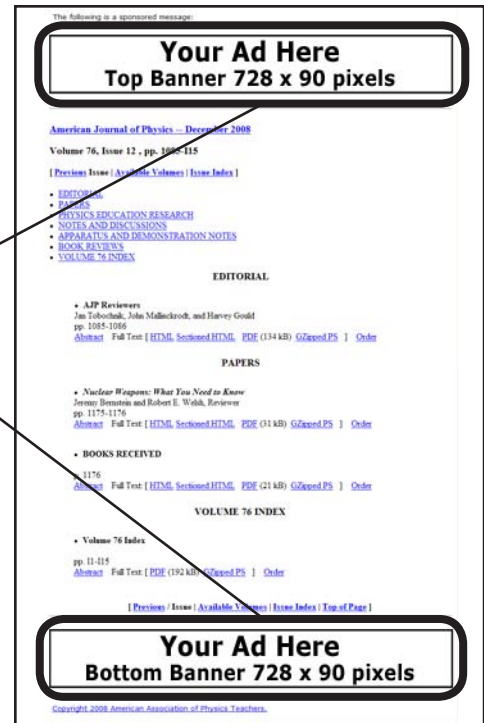 The following is a sponsored message:
Your Ad Here
Top Banner 728 x 90 pixels
American Journal of Physics -- December 2008
Volume 76, Issue 12 , pp. 1085-I15
[ Previous Issue | Available Volumes | Issue Index ]
• EDITORIAL
• PAPERS
• PHYSICS EDUCATION RESEARCH
• NOTES AND DISCUSSIONS
• APPARATUS AND DEMONSTRATION NOTES
• BOOK REVIEWS
• VOLUME 76 INDEX
EDITORIAL
• AJP Reviewers
Jan Tobochnik, John Mallinckrodt, and Harvey Gould
pp. 1085-1086
Abstract Full Text: [ HTML Sectioned HTML PDF (134 kB) GZipped PS ] Order
PAPERS
• Nuclear Weapons: What You Need to Know
Jeremy Bernstein and Robert E. Welsh, Reviewer
pp. 1175-1176
Abstract Full Text: [ HTML Sectioned HTML PDF (31 kB) GZipped PS ] Order
• BOOKS RECEIVED
p. 1176
Abstract Full Text: [ HTML Sectioned HTML PDF (21 kB) GZipped PS ] Order
VOLUME 76 INDEX
• Volume 76 Index
pp. I1-I15
Abstract Full Text: [ PDF (192 kB) GZipped PS ] Order
[ Previous / Issue | Available Volumes | Issue Index | Top of Page ]
Your Ad Here
Bottom Banner 728 x 90 pixels
Copyright 2008 American Association of Physics Teachers.